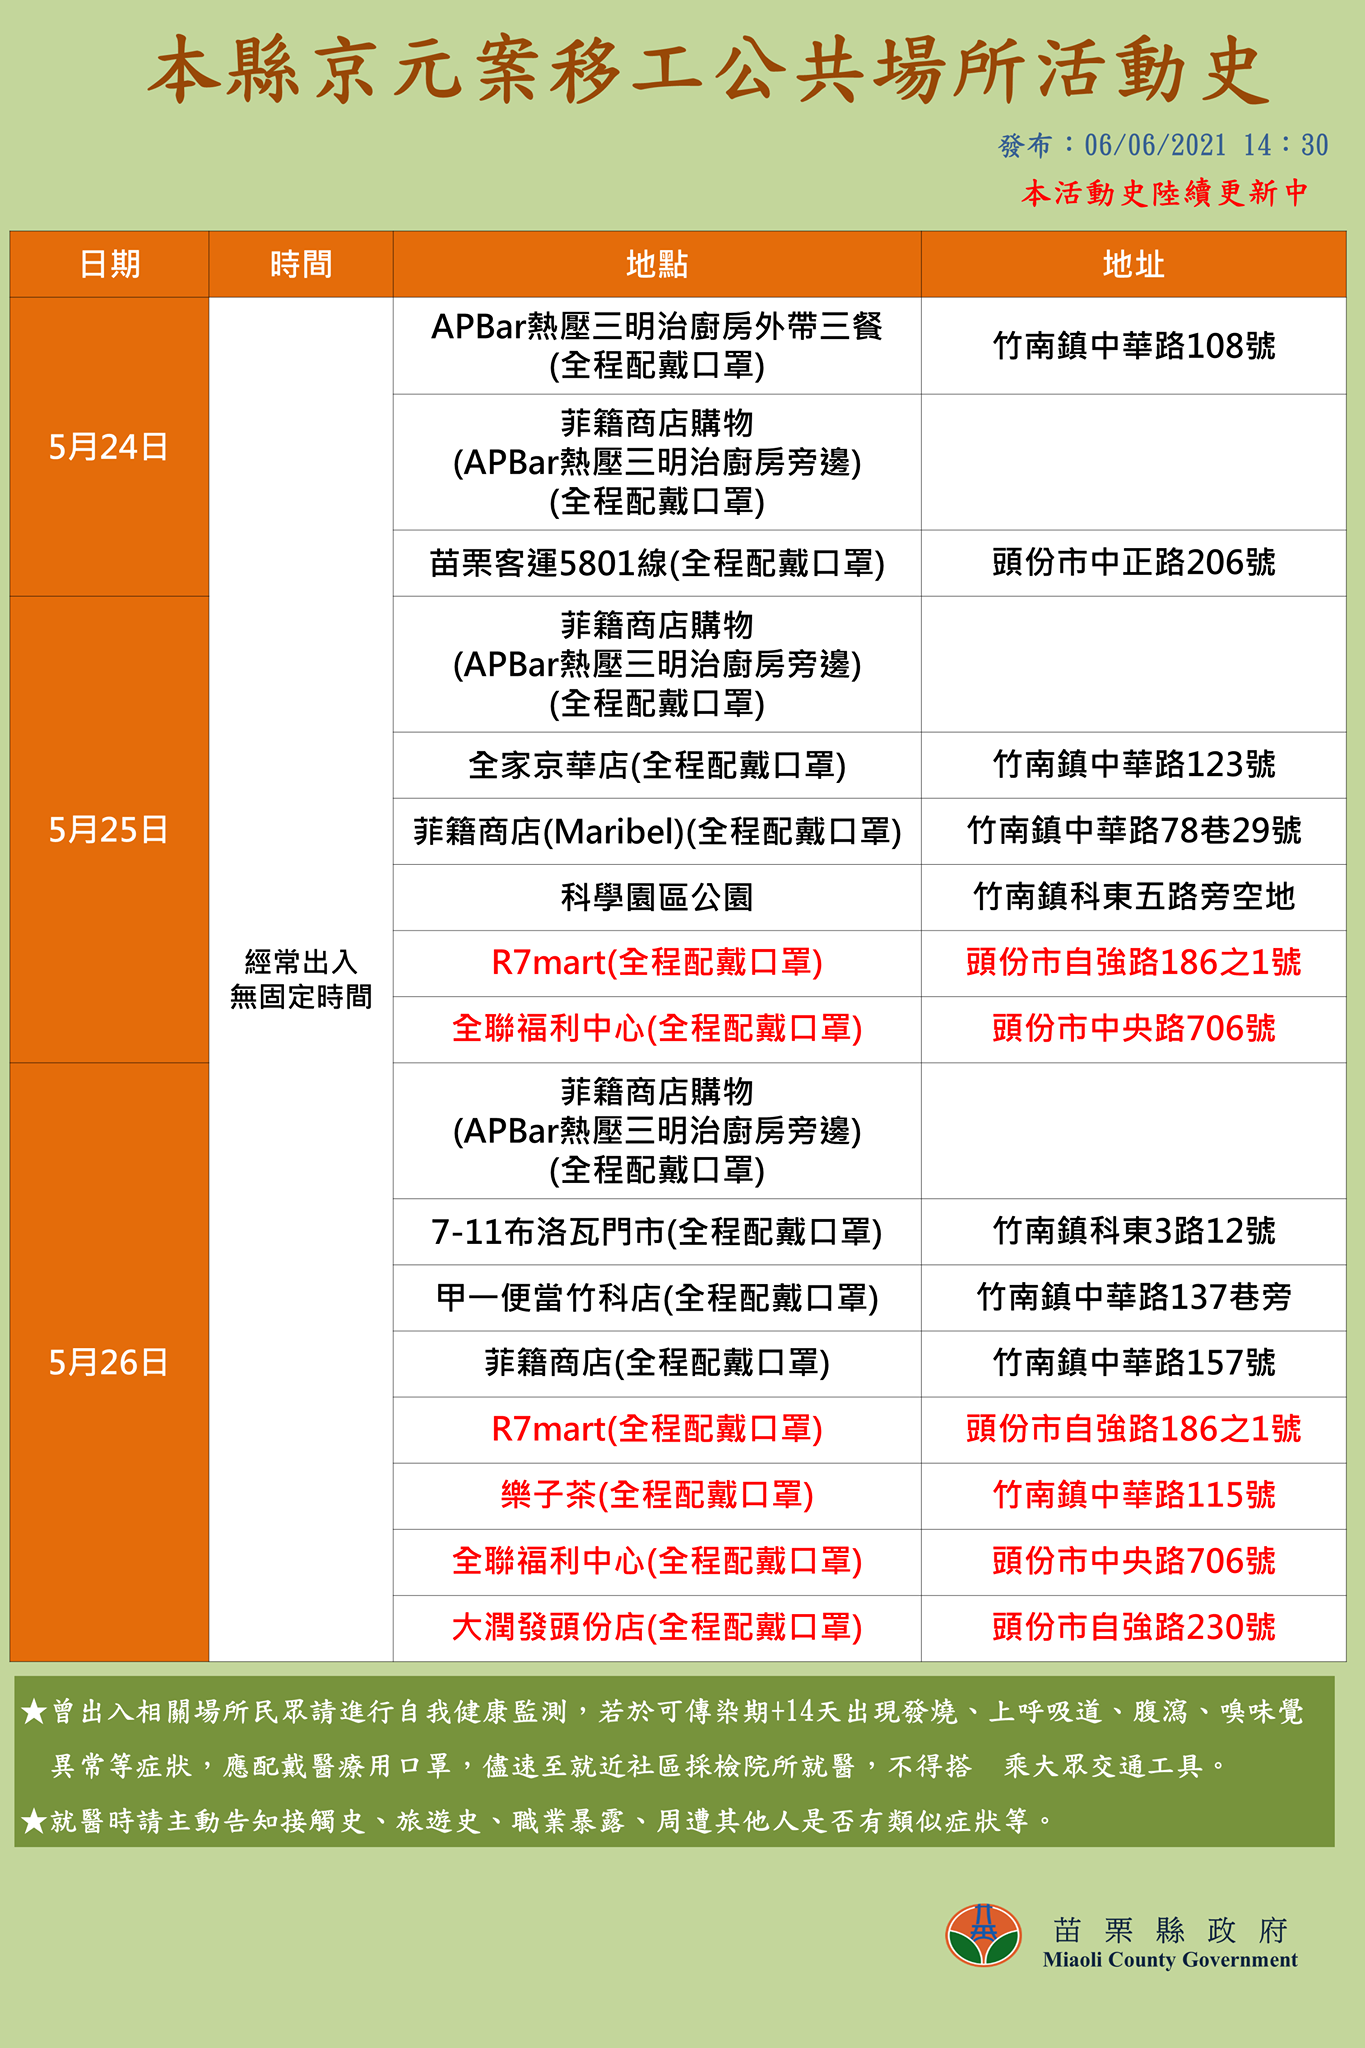 本縣京元案移工公共場所活動史
發布：06/06/2021 14：30
本活動史陸續更新中
日期 時間 地點 地址
5月24日
經常出入
無固定時間
APBar熱壓三明治廚房外帶三餐
(全程配戴口罩)
竹南鎮中華路108號
菲籍商店購物
(APBar熱壓三明治廚房旁邊)
(全程配戴口罩)
苗栗客運5801線(全程配戴口罩) 頭份市中正路206號
5月25日
菲籍商店購物
(APBar熱壓三明治廚房旁邊)
(全程配戴口罩)
全家京華店(全程配戴口罩) 竹南鎮中華路123號
菲籍商店(Maribel)(全程配戴口罩) 竹南鎮中華路78巷29號
科學園區公園 竹南鎮科東五路旁空地
R7mart(全程配戴口罩) 頭份市自強路186之1號
全聯福利中心(全程配戴口罩) 頭份市中央路706號
5月26日
菲籍商店購物
(APBar熱壓三明治廚房旁邊)
(全程配戴口罩)
7-11布洛瓦門市(全程配戴口罩) 竹南鎮科東3路12號
甲一便當竹科店(全程配戴口罩) 竹南鎮中華路137巷旁
菲籍商店(全程配戴口罩) 竹南鎮中華路157號
R7mart(全程配戴口罩) 頭份市自強路186之1號
樂子茶(全程配戴口罩) 竹南鎮中華路115號
全聯福利中心(全程配戴口罩) 頭份市中央路706號
大潤發頭份店(全程配戴口罩) 頭份市自強路230號
★曾出入相關場所民眾請進行自我健康監測，若於可傳染期+14天出現發燒、上呼吸道、腹瀉、嗅味覺
異常等症狀，應配戴醫療用口罩，儘速至就近社區採檢院所就醫，不得搭 乘大眾交通工具。
★就醫時請主動告知接觸史、旅遊史、職業暴露、周遭其他人是否有類似症狀等。
苗栗縣政府
Miaoli County Government